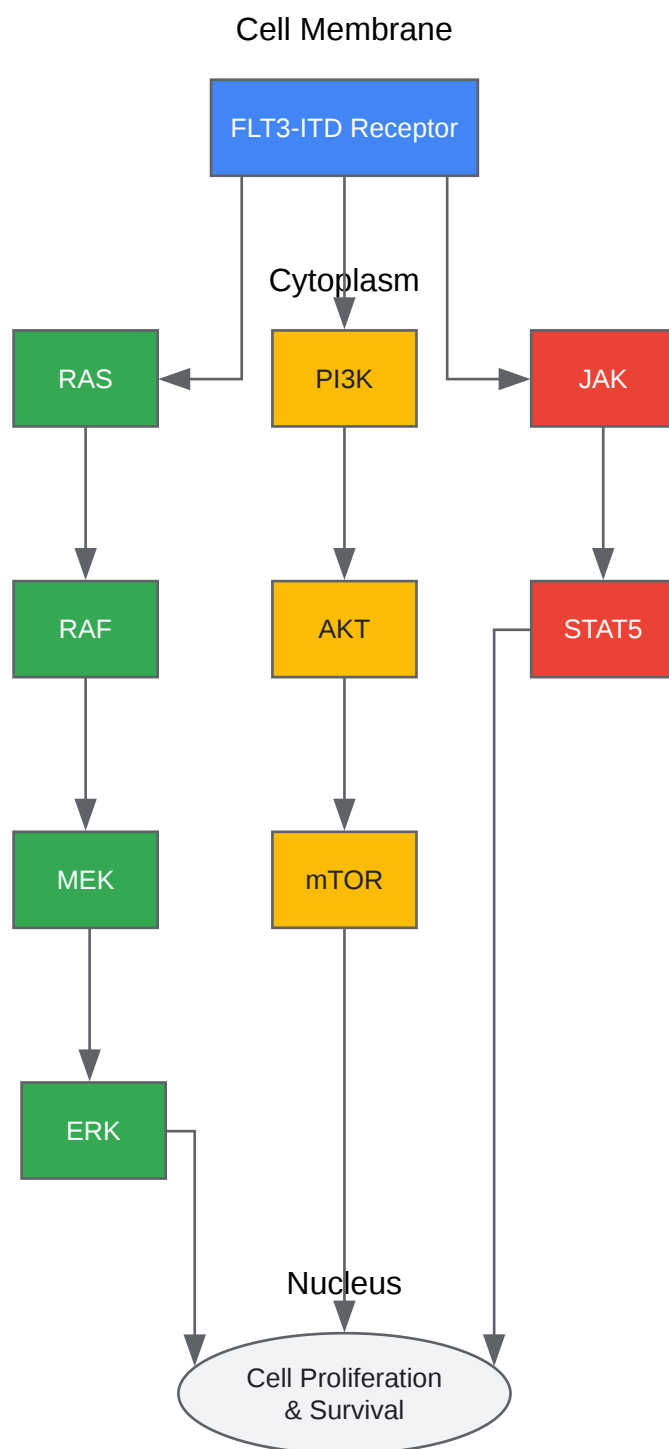 Cell Membrane
FLT3-ITD Receptor
Cytoplasm
RAS
PI3K
JAK
RAF
AKT
STAT5
MEK
mTOR
ERK
Nucleus
Cell Proliferation
& Survival